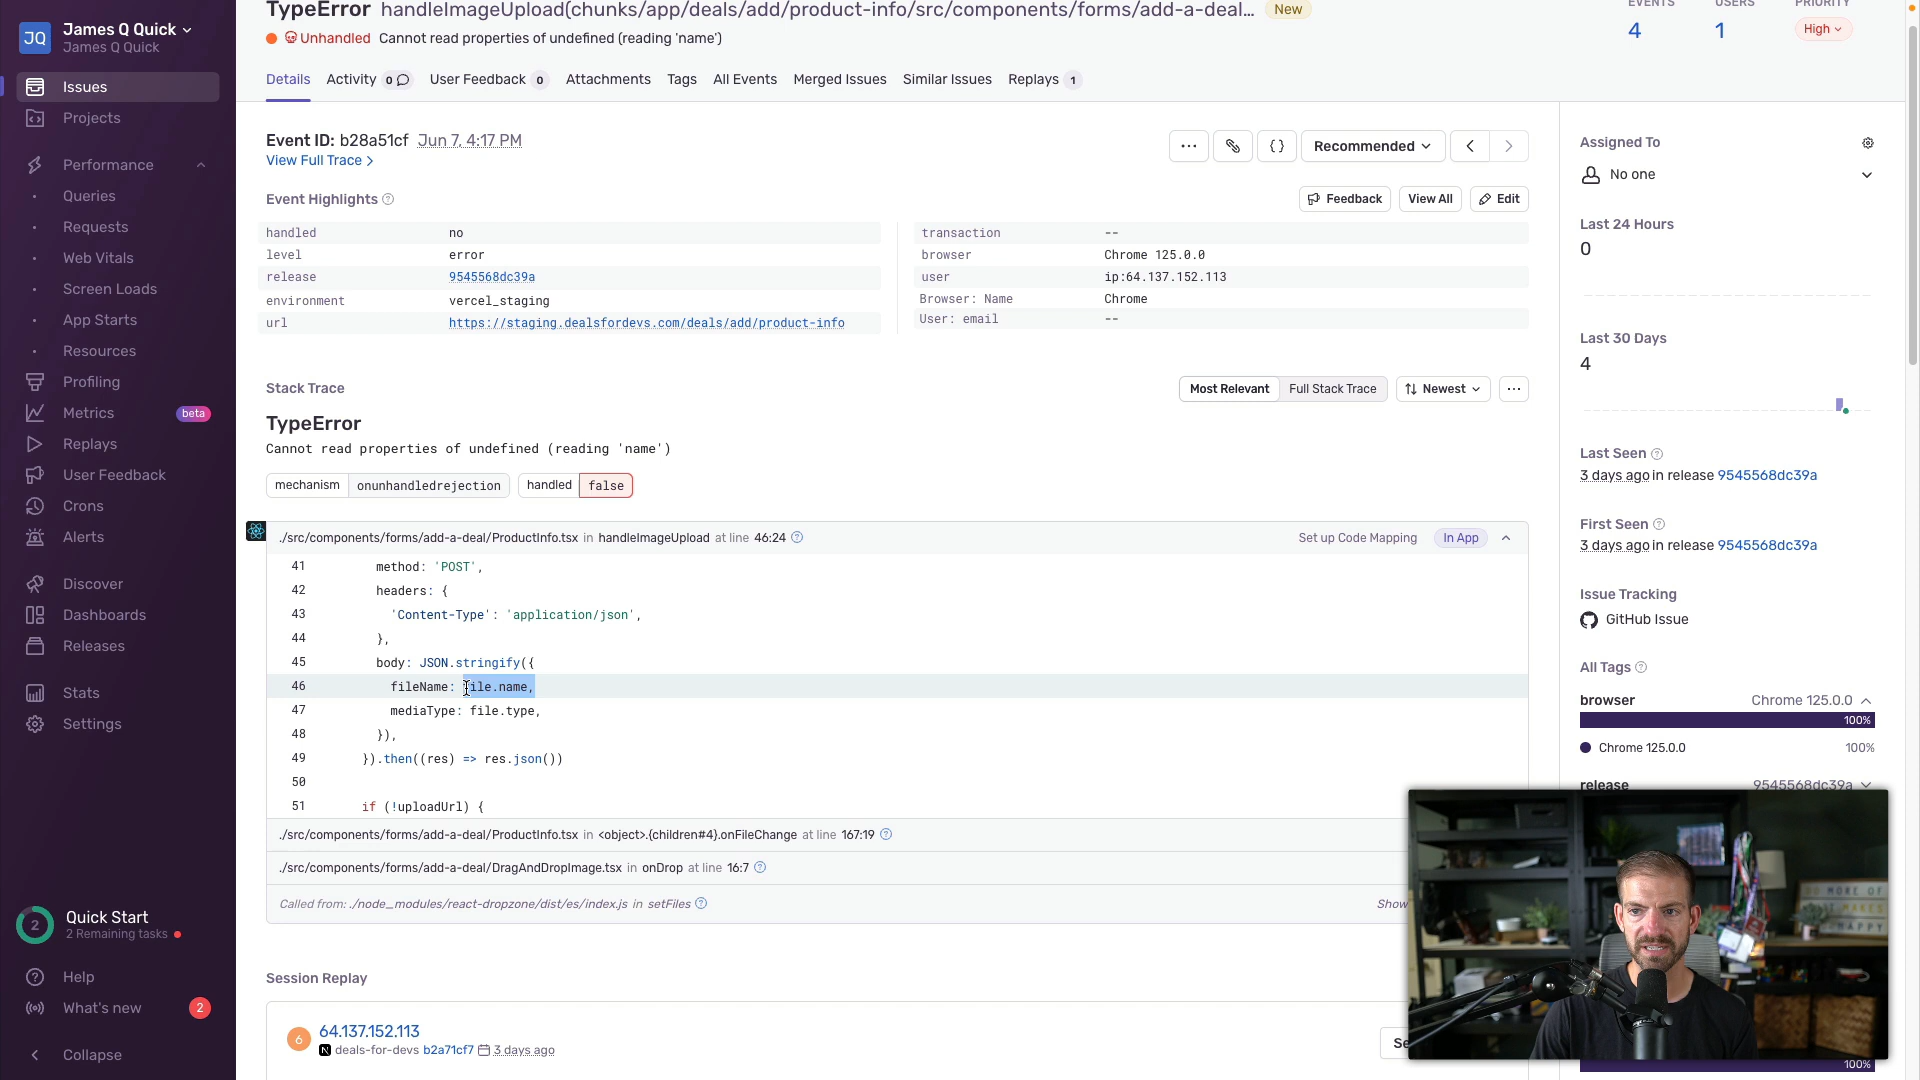 JQ
James Q Quick
James Q Quick
Issues
Projects
Performance
Queries
Requests
Web Vitals
Screen Loads
App Starts
Resources
Profiling
Metrics
beta
Replays
User Feedback
Crons
Alerts
Discover
Dashboards
Releases
Stats
Settings
2
Quick Start
2 Remaining tasks
Help
What's new
2
Collapse
TypeError handleImageUpload(chunks/app/deals/add/product-info/src/components/forms/add-a-deal... New
Unhandled Cannot read properties of undefined (reading 'name')
EVENTS USERS PRIORITY
4 1 High
Details Activity 0 User Feedback 0 Attachments Tags All Events Merged Issues Similar Issues Replays 1
Event ID: b28a51cf Jun 7, 4:17 PM
View Full Trace >
... {} Recommended
Event Highlights ?
Feedback View All Edit
handled no
level error
release 9545568dc39a
environment vercel_staging
url https://staging.dealsfordevs.com/deals/add/product-info
transaction --
browser Chrome 125.0.0
user ip:64.137.152.113
Browser: Name Chrome
User: email --
Stack Trace
Most Relevant Full Stack Trace Newest ...
TypeError
Cannot read properties of undefined (reading 'name')
mechanism onunhandledrejection handled false
./src/components/forms/add-a-deal/ProductInfo.tsx in handleImageUpload at line 46:24 ? Set up Code Mapping In App
41 method: 'POST',
42 headers: {
43 'Content-Type': 'application/json',
44 },
45 body: JSON.stringify({
46 fileName: file.name,
47 mediaType: file.type,
48 }),
49 }).then((res) => res.json())
50
51 if (!uploadUrl) {
./src/components/forms/add-a-deal/ProductInfo.tsx in <object>.{children#4}.onFileChange at line 167:19 ?
./src/components/forms/add-a-deal/DragAndDropImage.tsx in onDrop at line 16:7 ?
Called from: ./node_modules/react-dropzone/dist/es/index.js in setFiles ? Show
Session Replay
6
64.137.152.113
N deals-for-devs b2a71cf7 3 days ago
Se
Assigned To
No one
Last 24 Hours
0
Last 30 Days
4
Last Seen ?
3 days ago in release 9545568dc39a
First Seen ?
3 days ago in release 9545568dc39a
Issue Tracking
GitHub Issue
All Tags ?
browser Chrome 125.0.0
100%
Chrome 125.0.0 100%
release 9545568dc39a
DO MORE OF
MAKES
HAPPY
100%